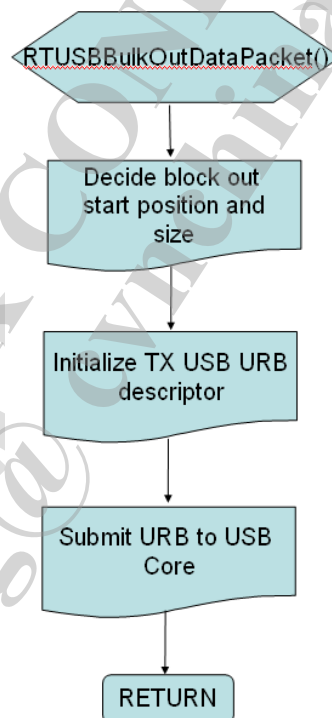 RTUSBBulkOutDataPacket()
Decide block out
start position and
size
Initialize TX USB URB
descriptor
Submit URB to USB
Core
RETURN